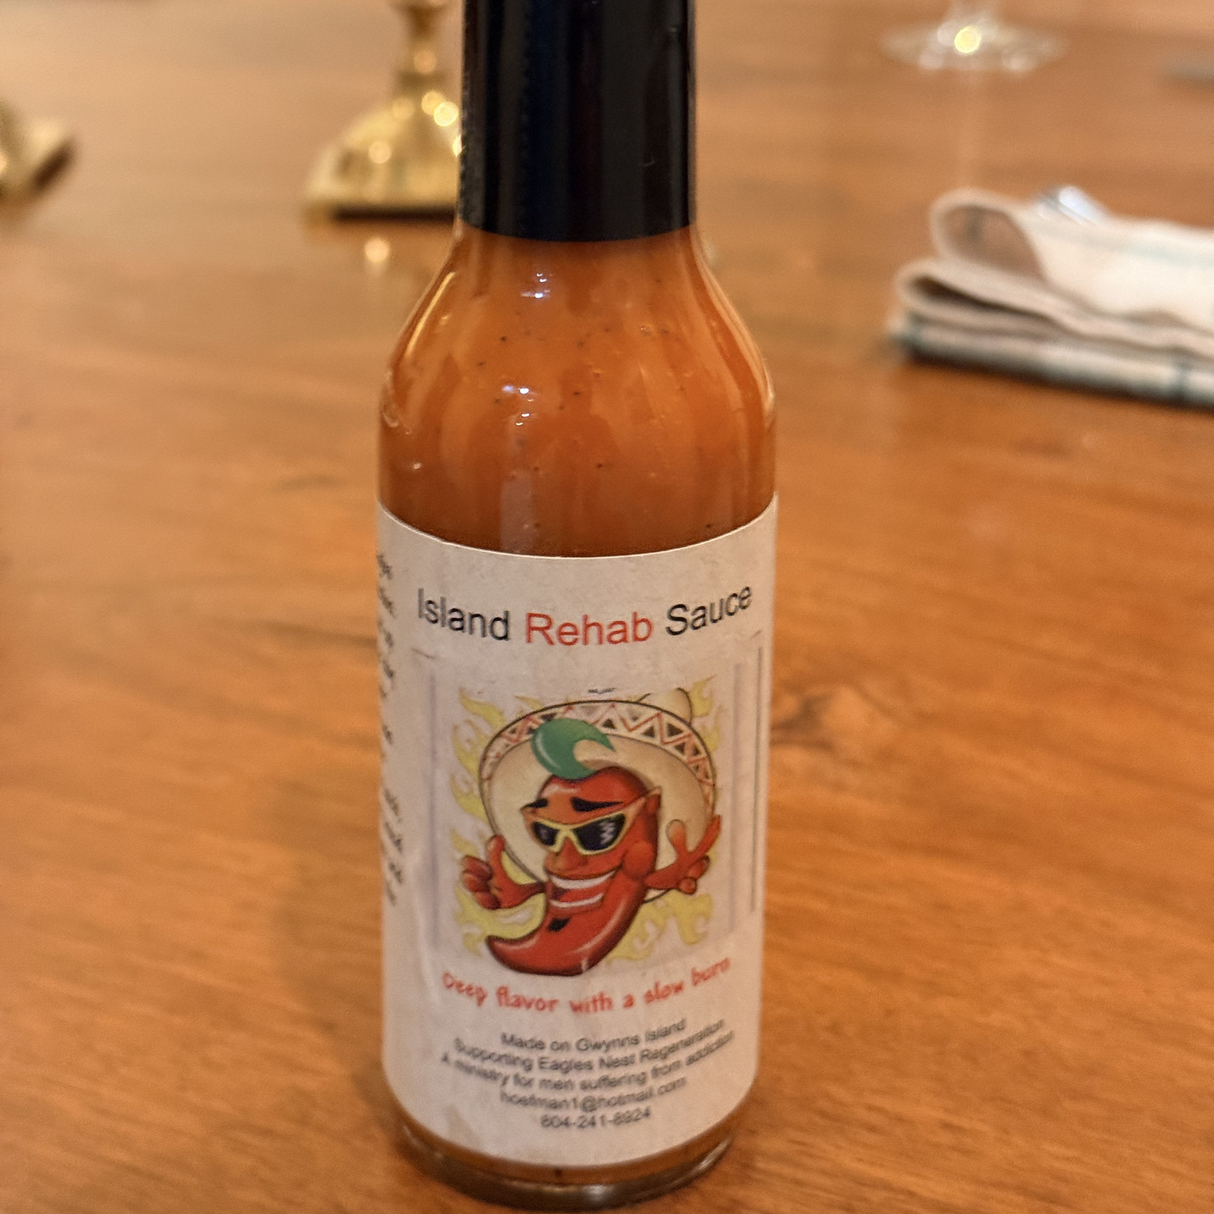 Island Rehab Sauce
Deep flavor with a slow burn
Made on Gwynns Island
Supporting Eagles Nest Regeneration
A ministry for men suffering from addiction
hoefman1@hotmail.com
804-241-8924